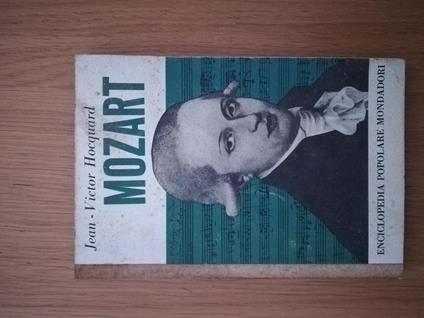 Jean - Victor Hocquard
MOZART
ENCICLOPEDIA POPOLARE MONDADORI